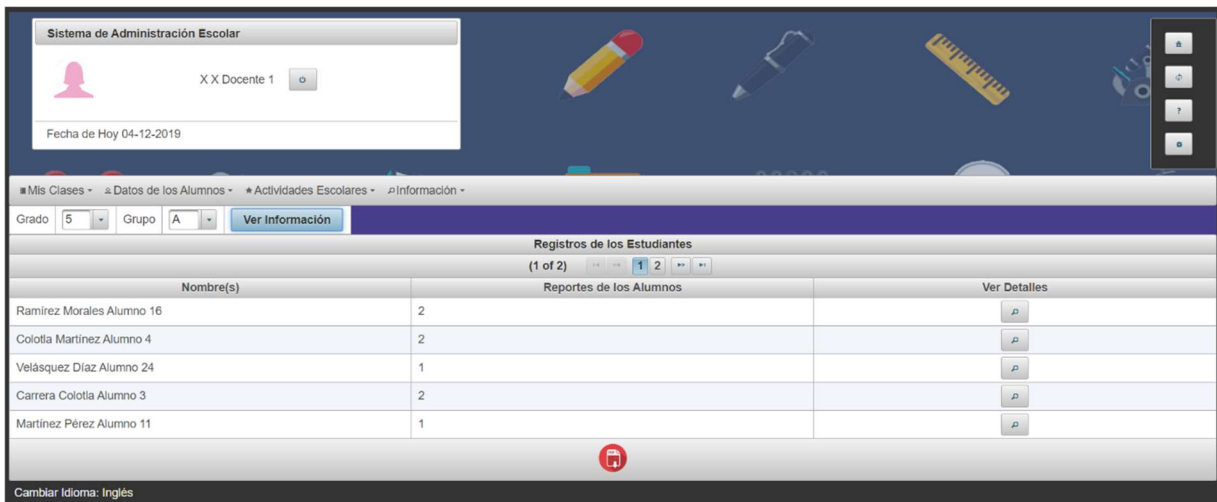 Sistema de Administración Escolar
X X Docente 1
Fecha de Hoy 04-12-2019
?
Mis Clases Datos de los Alumnos Actividades Escolares Información
Grado 5 Grupo A Ver Información
Registros de los Estudiantes
(1 of 2) 1 2
Nombre(s) Reportes de los Alumnos Ver Detalles
Ramírez Morales Alumno 16 2
Colotla Martínez Alumno 4 2
Velásquez Díaz Alumno 24 1
Carrera Colotla Alumno 3 2
Martínez Pérez Alumno 11 1
Cambiar Idioma: Inglés